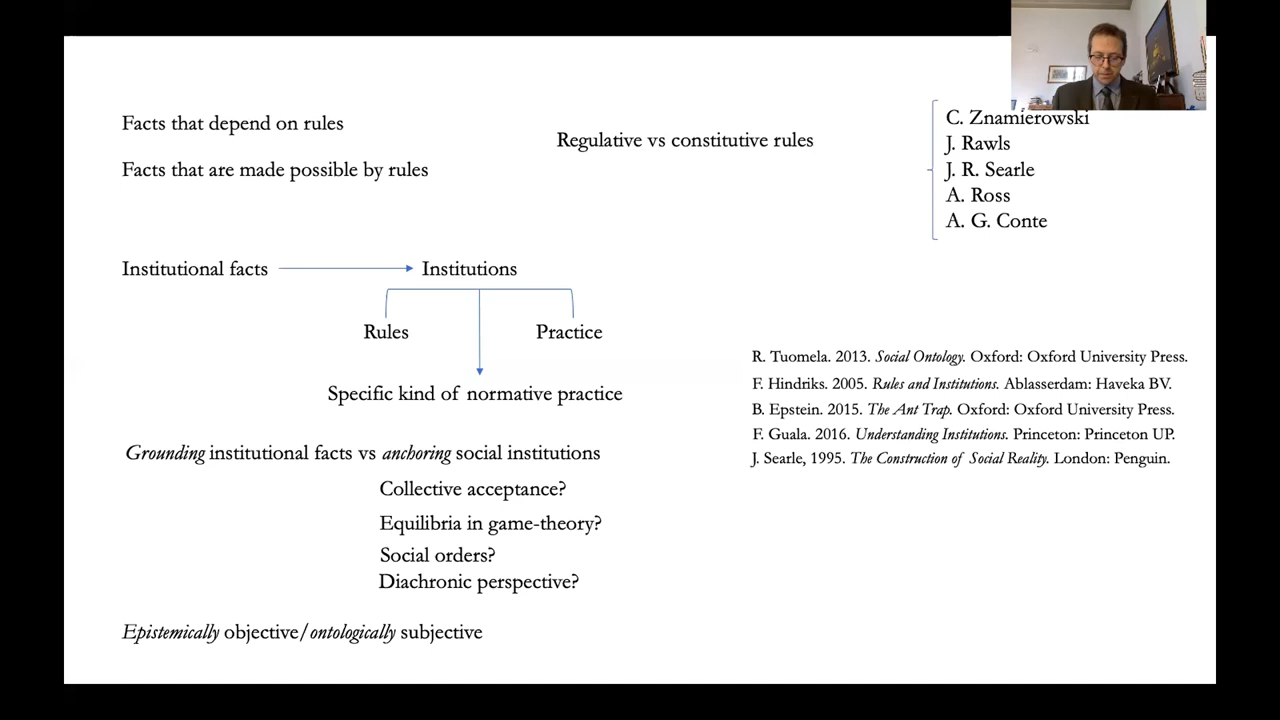 Facts that depend on rules
Facts that are made possible by rules
Regulative vs constitutive rules
C. Znamierowski
J. Rawls
J. R. Searle
A. Ross
A. G. Conte
Institutional facts
Institutions
Rules
Practice
Specific kind of normative practice
R. Tuomela. 2013. Social Ontology. Oxford: Oxford University Press.
F. Hindriks. 2005. Rules and Institutions. Ablasserdam: Haveka BV.
B. Epstein. 2015. The Ant Trap. Oxford: Oxford University Press.
F. Guala. 2016. Understanding Institutions. Princeton: Princeton UP.
J. Searle, 1995. The Construction of Social Reality. London: Penguin.
Grounding institutional facts vs anchoring social institutions
Collective acceptance?
Equilibria in game-theory?
Social orders?
Diachronic perspective?
Epistemically objective/ontologically subjective